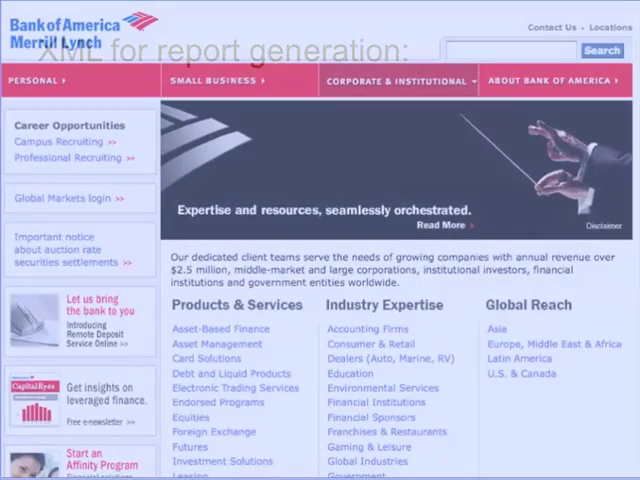 Bank of America
Merrill Lynch
XML for report generation:
Contact Us - Locations
Search
PERSONAL
SMALL BUSINESS
CORPORATE & INSTITUTIONAL
ABOUT BANK OF AMERICA
Career Opportunities
Campus Recruiting >>
Professional Recruiting >>
Global Markets login >>
Important notice
about auction rate
securities settlements >>
Let us bring
the bank to you
Introducing
Remote Deposit
Service Online >>
CapitalEyes
Get insights on
leveraged finance.
Free e-newsletter >>
Start an
Affinity Program
Expertise and resources, seamlessly orchestrated.
Read More >
Disclaimer
Our dedicated client teams serve the needs of growing companies with annual revenue over
$2.5 million, middle-market and large corporations, institutional investors, financial
institutions and government entities worldwide.
Products & Services
Asset-Based Finance
Asset Management
Card Solutions
Debt and Liquid Products
Electronic Trading Services
Endorsed Programs
Equities
Foreign Exchange
Futures
Investment Solutions
Leasing
Industry Expertise
Accounting Firms
Consumer & Retail
Dealers (Auto, Marine, RV)
Education
Environmental Services
Financial Institutions
Financial Sponsors
Franchises & Restaurants
Gaming & Leisure
Global Industries
Government
Global Reach
Asia
Europe, Middle East & Africa
Latin America
U.S. & Canada